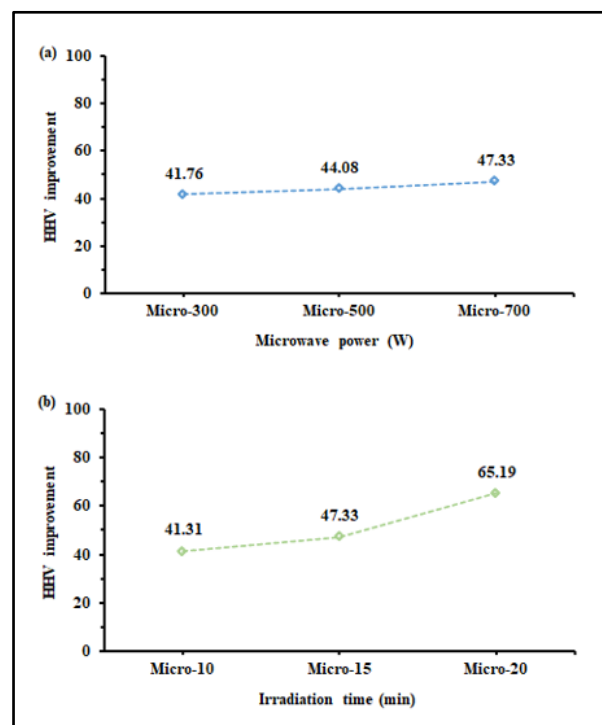 (a)
100
80
60
40
20
0
HHV improvement
41.76
44.08
47.33
Micro-300 Micro-500 Micro-700
Microwave power (W)
(b)
100
80
60
40
20
0
HHV improvement
41.31
47.33
65.19
Micro-10 Micro-15 Micro-20
Irradiation time (min)